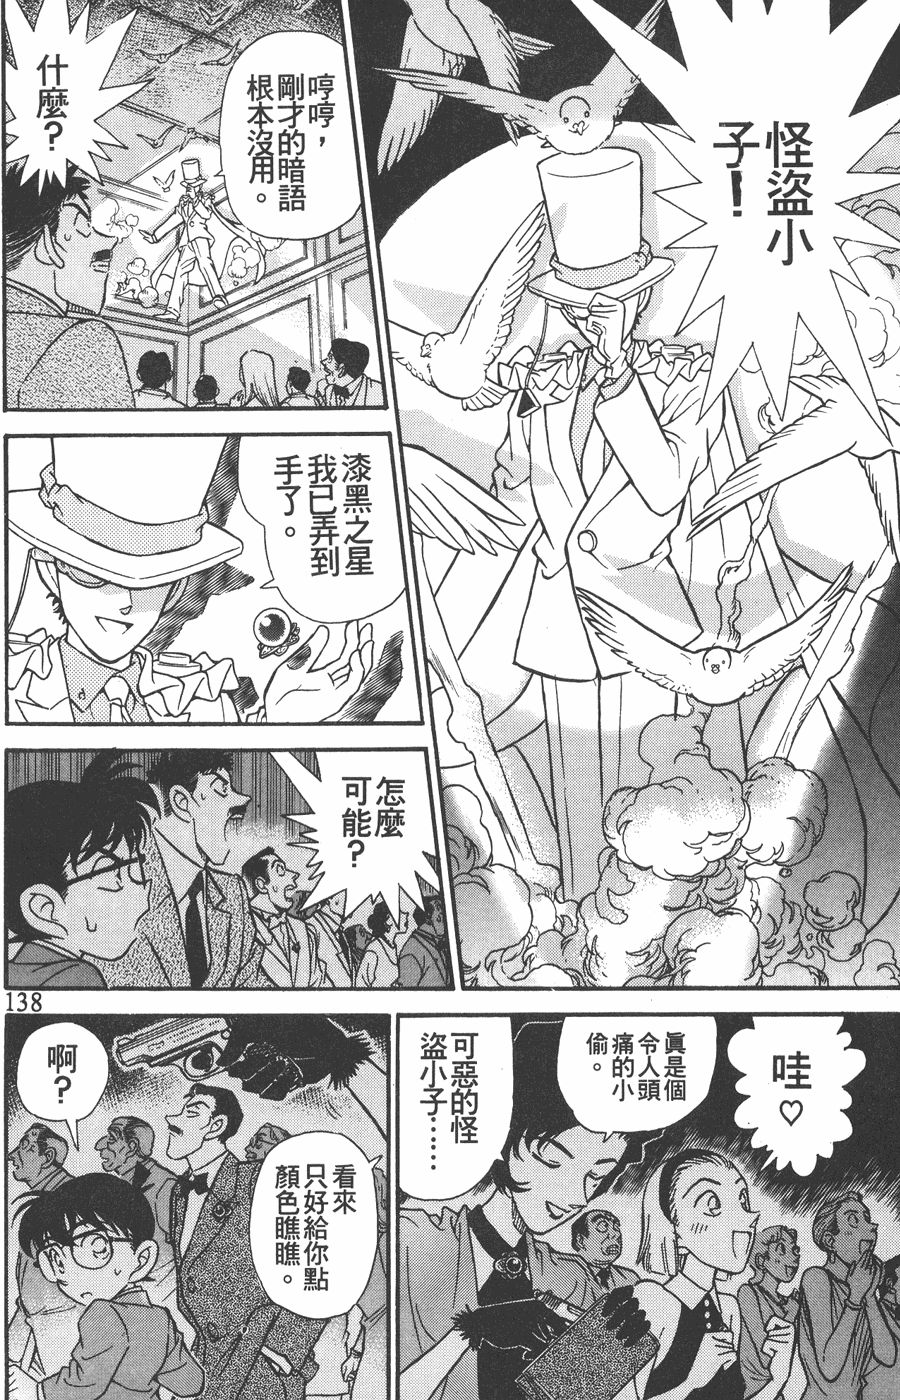 怪盜小
子！
哼哼，
剛才的暗語
根本沒用。
什麼？
漆黑之星
我已弄到
手了。
怎麼
可能？
哇♡
眞是個
令人頭
痛的小
偷。
可惡的怪
盜小子……
看來
只好給你點
顏色瞧瞧。
啊？
138